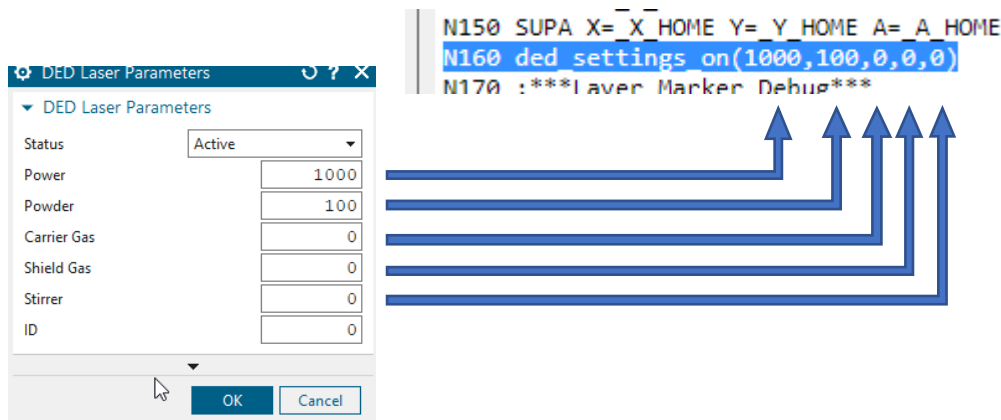 N150 SUPA X=_X_HOME Y=_Y_HOME A=_A_HOME
N160 ded_settings_on(1000,100,0,0,0)
N170 ;***Layer Marker Debug***
DED Laser Parameters
DED Laser Parameters
Status Active
Power 1000
Powder 100
Carrier Gas 0
Shield Gas 0
Stirrer 0
ID 0
OK Cancel